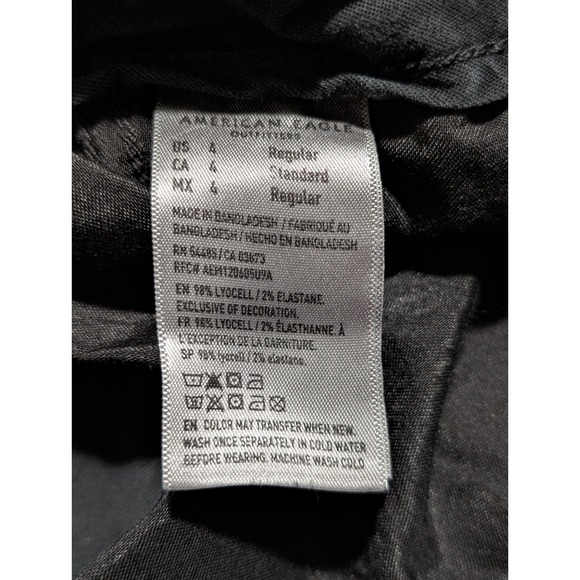 AMERICAN EAGLE
OUTFITTERS
US 4 Regular
CA 4 Standard
MX 4 Regular
MADE IN BANGLADESH / FABRIQUÉ AU
BANGLADESH / HECHO EN BANGLADESH
RN 54485 / CA 03873
RFC# AEM120605U9A
EN 98% LYOCELL / 2% ELASTANE.
EXCLUSIVE OF DECORATION.
FR 98% LYOCELL / 2% ÉLASTHANNE. À
L'EXCEPTION DE LA GARNITURE.
SP 98% lyocell / 2% elastano.
EN COLOR MAY TRANSFER WHEN NEW.
WASH ONCE SEPARATELY IN COLD WATER
BEFORE WEARING. MACHINE WASH COLD